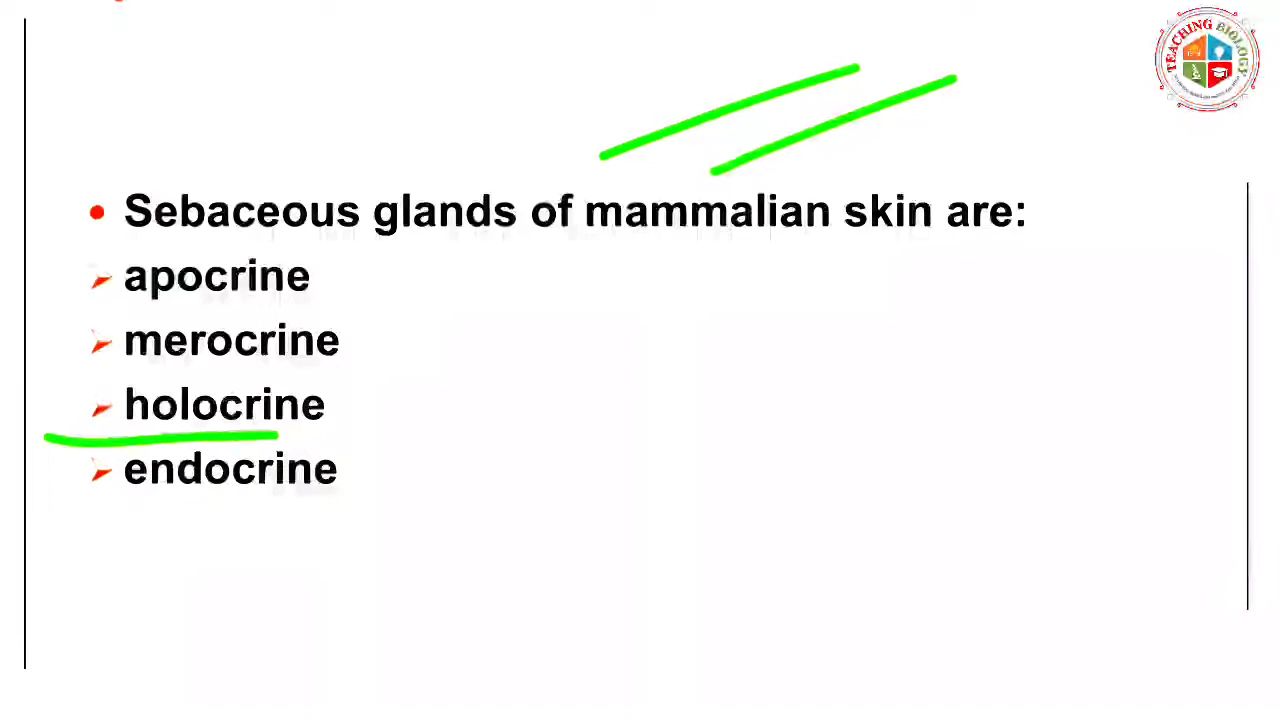 TEACHING BIOLOGY
Sebaceous glands of mammalian skin are:
apocrine
merocrine
holocrine
endocrine